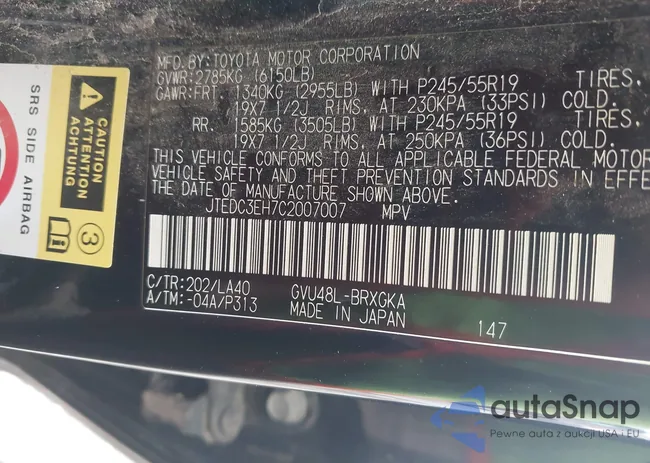 MFD.BY:TOYOTA MOTOR CORPORATION
GVWR:2785KG (6150LB)
GAWR:FRT. 1340KG (2955LB) WITH P245/55R19 TIRES,
19X7 1/2J RIMS, AT 230KPA (33PSI) COLD.
RR. 1585KG (3505LB) WITH P245/55R19 TIRES,
19X7 1/2J RIMS, AT 250KPA (36PSI) COLD.
THIS VEHICLE CONFORMS TO ALL APPLICABLE FEDERAL MOTOR
VEHICLE SAFETY AND THEFT PREVENTION STANDARDS IN EFFE
THE DATE OF MANUFACTURE SHOWN ABOVE.
JTEDC3EH7C2007007 MPV
C/TR:202/LA40 GVU48L-BRXGKA
A/TM:-04A/P313 MADE IN JAPAN 147
SRS SIDE AIRBAG
CAUTION
ATTENTION
ACHTUNG
3
autaSnap
Pewne auta z aukcji USA i EU